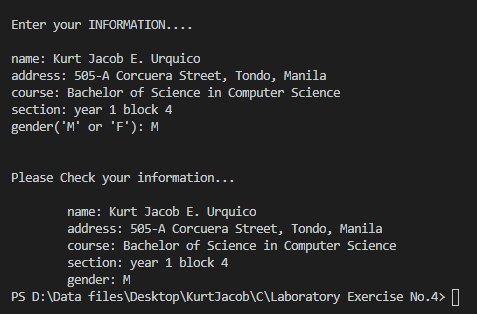 Enter your INFORMATION....
name: Kurt Jacob E. Urquico
address: 505-A Corcuera Street, Tondo, Manila
course: Bachelor of Science in Computer Science
section: year 1 block 4
gender('M' or 'F'): M
Please Check your information...
name: Kurt Jacob E. Urquico
address: 505-A Corcuera Street, Tondo, Manila
course: Bachelor of Science in Computer Science
section: year 1 block 4
gender: M
PS D:\Data files\Desktop\KurtJacob\C\Laboratory Exercise No.4>